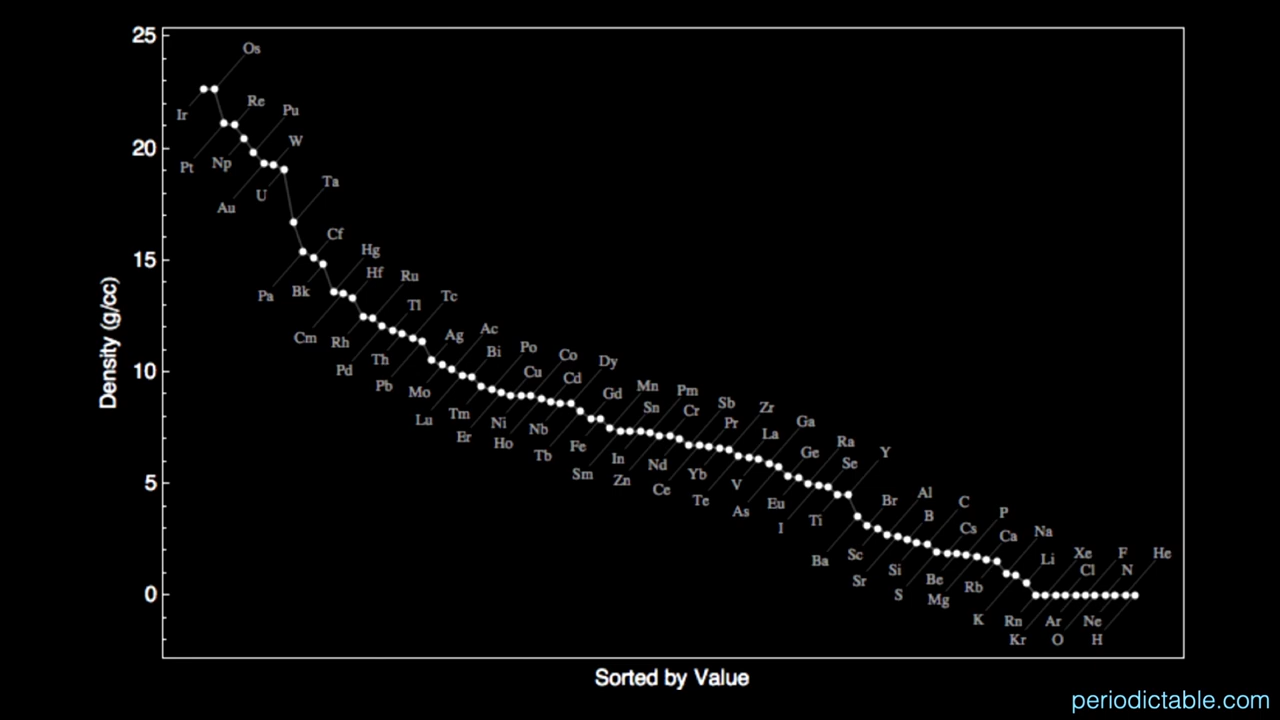 25
20
15
10
5
0
Density (g/cc)
Os
Ir
Re
Pu
Pt
Np
W
Au
U
Ta
Cf
Pa
Bk
Hg
Hf
Ru
Cm
Rh
Tl
Tc
Pd
Th
Ag
Ac
Pb
Mo
Bi
Po
Lu
Tm
Cu
Co
Er
Ni
Cd
Dy
Ho
Nb
Gd
Mn
Tb
Fe
Sn
Pm
Sm
In
Cr
Sb
Zn
Nd
Pr
Zr
Ce
Yb
La
Ga
Te
V
Ge
Ra
As
Eu
Se
Y
I
Ti
Br
Al
Ba
Sc
B
C
Sr
Si
Cs
P
S
Be
Ca
Na
Mg
Rb
Li
Xe
F
He
K
Rn
Cl
N
Kr
Ar
Ne
O
H
Sorted by Value
periodictable.com